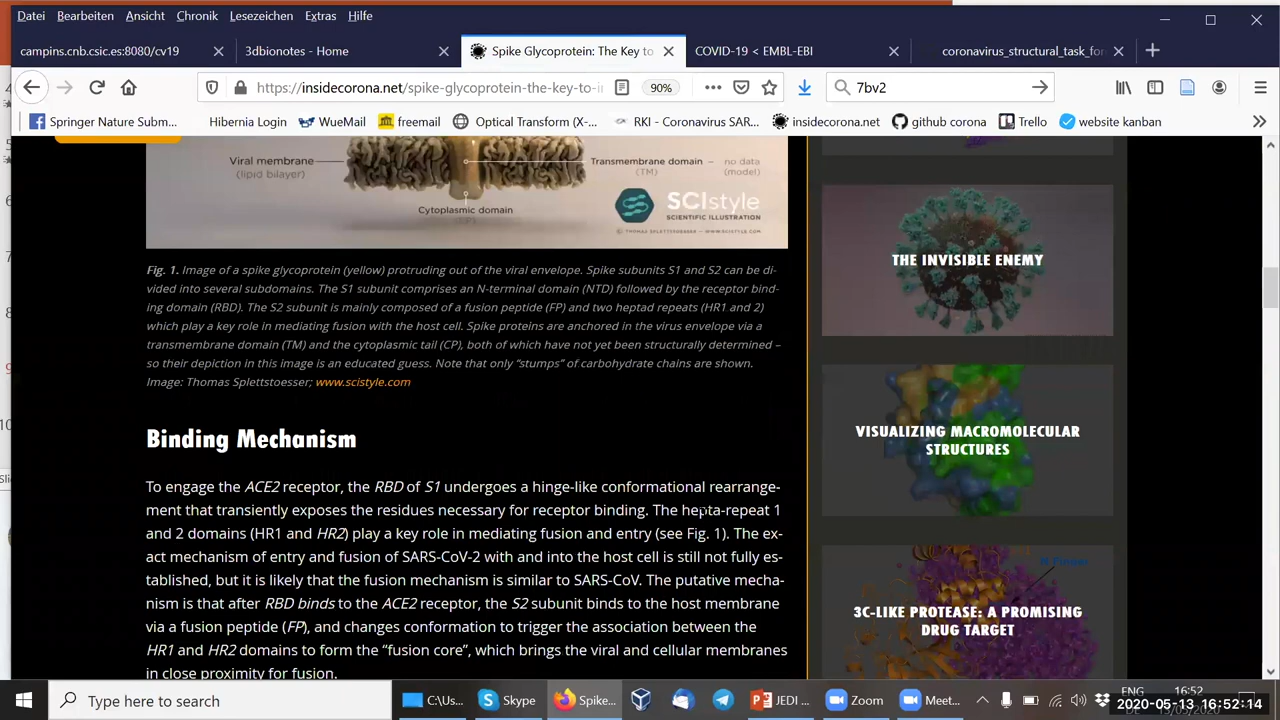 Datei Bearbeiten Ansicht Chronik Lesezeichen Extras Hilfe
campins.cnb.csic.es:8080/cv19
3dbionotes - Home
Spike Glycoprotein: The Key to
COVID-19 < EMBL-EBI
coronavirus_structural_task_for
https://insidecorona.net/spike-glycoprotein-the-key-to-i
90%
7bv2
Springer Nature Subm...
Hibernia Login
WueMail
freemail
Optical Transform (X-...
RKI - Coronavirus SAR...
insidecorona.net
github corona
Trello
website kanban
Viral membrane
(lipid bilayer)
Transmembrane domain – no data
(TM) (model)
Cytoplasmic domain
SCIstyle
SCIENTIFIC ILLUSTRATION
© THOMAS SPLETTSTOESSER – WWW.SCISTYLE.COM
Fig. 1. Image of a spike glycoprotein (yellow) protruding out of the viral envelope. Spike subunits S1 and S2 can be di-
vided into several subdomains. The S1 subunit comprises an N-terminal domain (NTD) followed by the receptor bind-
ing domain (RBD). The S2 subunit is mainly composed of a fusion peptide (FP) and two heptad repeats (HR1 and 2)
which play a key role in mediating fusion with the host cell. Spike proteins are anchored in the virus envelope via a
transmembrane domain (TM) and the cytoplasmic tail (CP), both of which have not yet been structurally determined –
so their depiction in this image is an educated guess. Note that only “stumps” of carbohydrate chains are shown.
Image: Thomas Splettstoesser; www.scistyle.com
Binding Mechanism
To engage the ACE2 receptor, the RBD of S1 undergoes a hinge-like conformational rearrange-
ment that transiently exposes the residues necessary for receptor binding. The hepta-repeat 1
and 2 domains (HR1 and HR2) play a key role in mediating fusion and entry (see Fig. 1). The ex-
act mechanism of entry and fusion of SARS-CoV-2 with and into the host cell is still not fully es-
tablished, but it is likely that the fusion mechanism is similar to SARS-CoV. The putative mecha-
nism is that after RBD binds to the ACE2 receptor, the S2 subunit binds to the host membrane
via a fusion peptide (FP), and changes conformation to trigger the association between the
HR1 and HR2 domains to form the “fusion core”, which brings the viral and cellular membranes
in close proximity for fusion.
THE INVISIBLE ENEMY
VISUALIZING MACROMOLECULAR
STRUCTURES
3C-LIKE PROTEASE: A PROMISING
DRUG TARGET
Type here to search
C:\Us...
Skype
Spike...
JEDI ...
Zoom
Meet...
ENG
16:52
2020-05-13 16:52:14